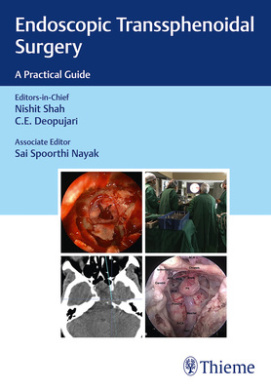 Endoscopic Transsphenoidal
Surgery
A Practical Guide
Editors-in-Chief
Nishit Shah
C.E. Deopujari
Associate Editor
Sai Spoorthi Nayak
Thieme